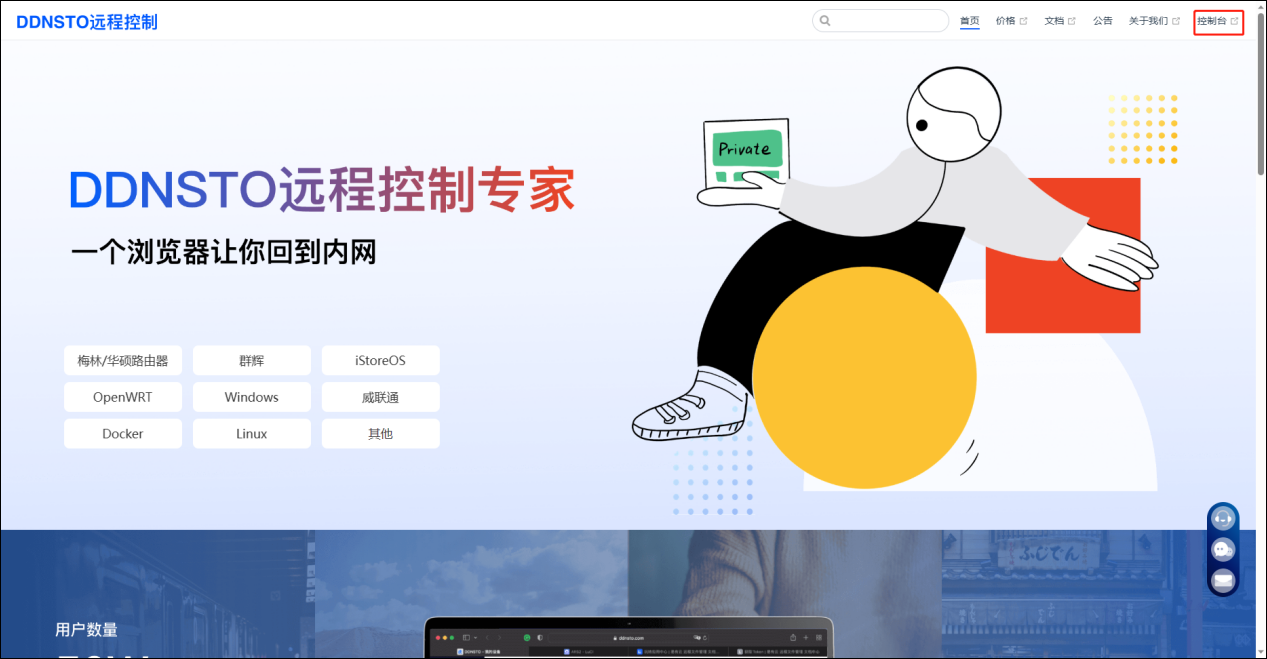 DDNSTO远程控制
首页 价格 文档 公告 关于我们 控制台
Private
DDNSTO远程控制专家
一个浏览器让你回到内网
梅林/华硕路由器 群辉 iStoreOS
OpenWRT Windows 威联通
Docker Linux 其他
ふじでん
用户数量
ddnsto.com